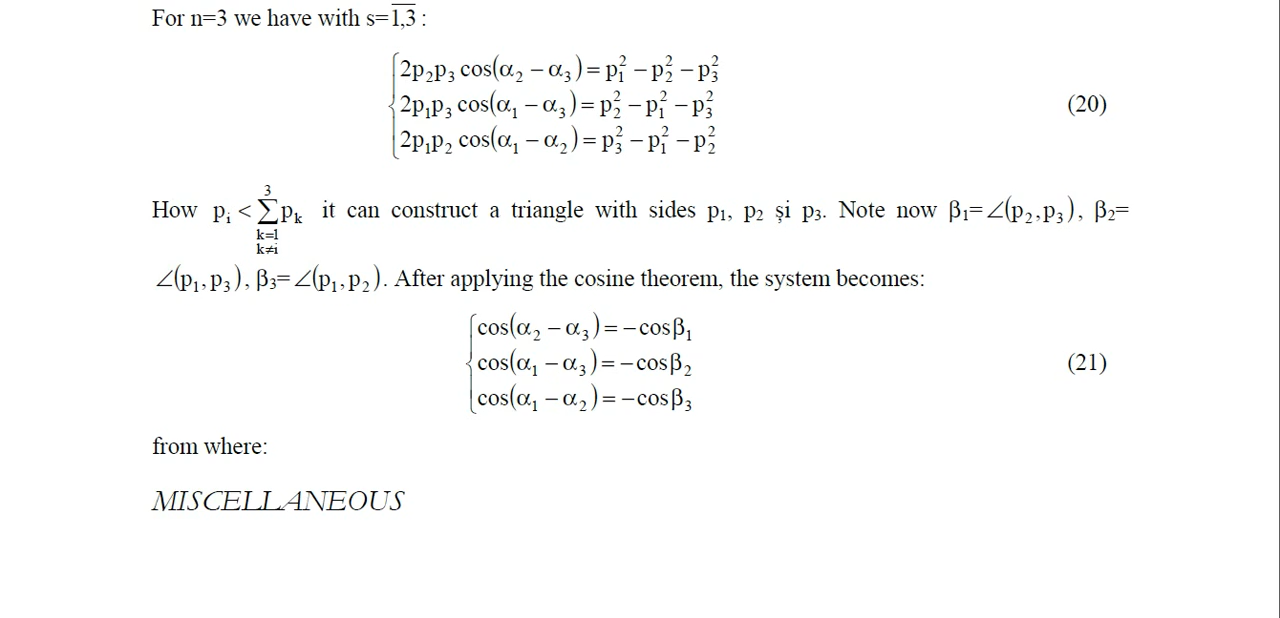 For n=3 we have with s=1,3̅ :
{2p₂p₃ cos(α₂ − α₃) = p₁² − p₂² − p₃²
2p₁p₃ cos(α₁ − α₃) = p₂² − p₁² − p₃² (20)
2p₁p₂ cos(α₁ − α₂) = p₃² − p₁² − p₂²
How pᵢ < ∑³ₖ₌₁ ₖ≠ᵢ pₖ it can construct a triangle with sides p₁, p₂ și p₃. Note now β₁=∠(p₂,p₃), β₂=
∠(p₁,p₃), β₃=∠(p₁,p₂). After applying the cosine theorem, the system becomes:
{cos(α₂ − α₃) = −cosβ₁
cos(α₁ − α₃) = −cosβ₂ (21)
cos(α₁ − α₂) = −cosβ₃
from where:
MISCELLANEOUS